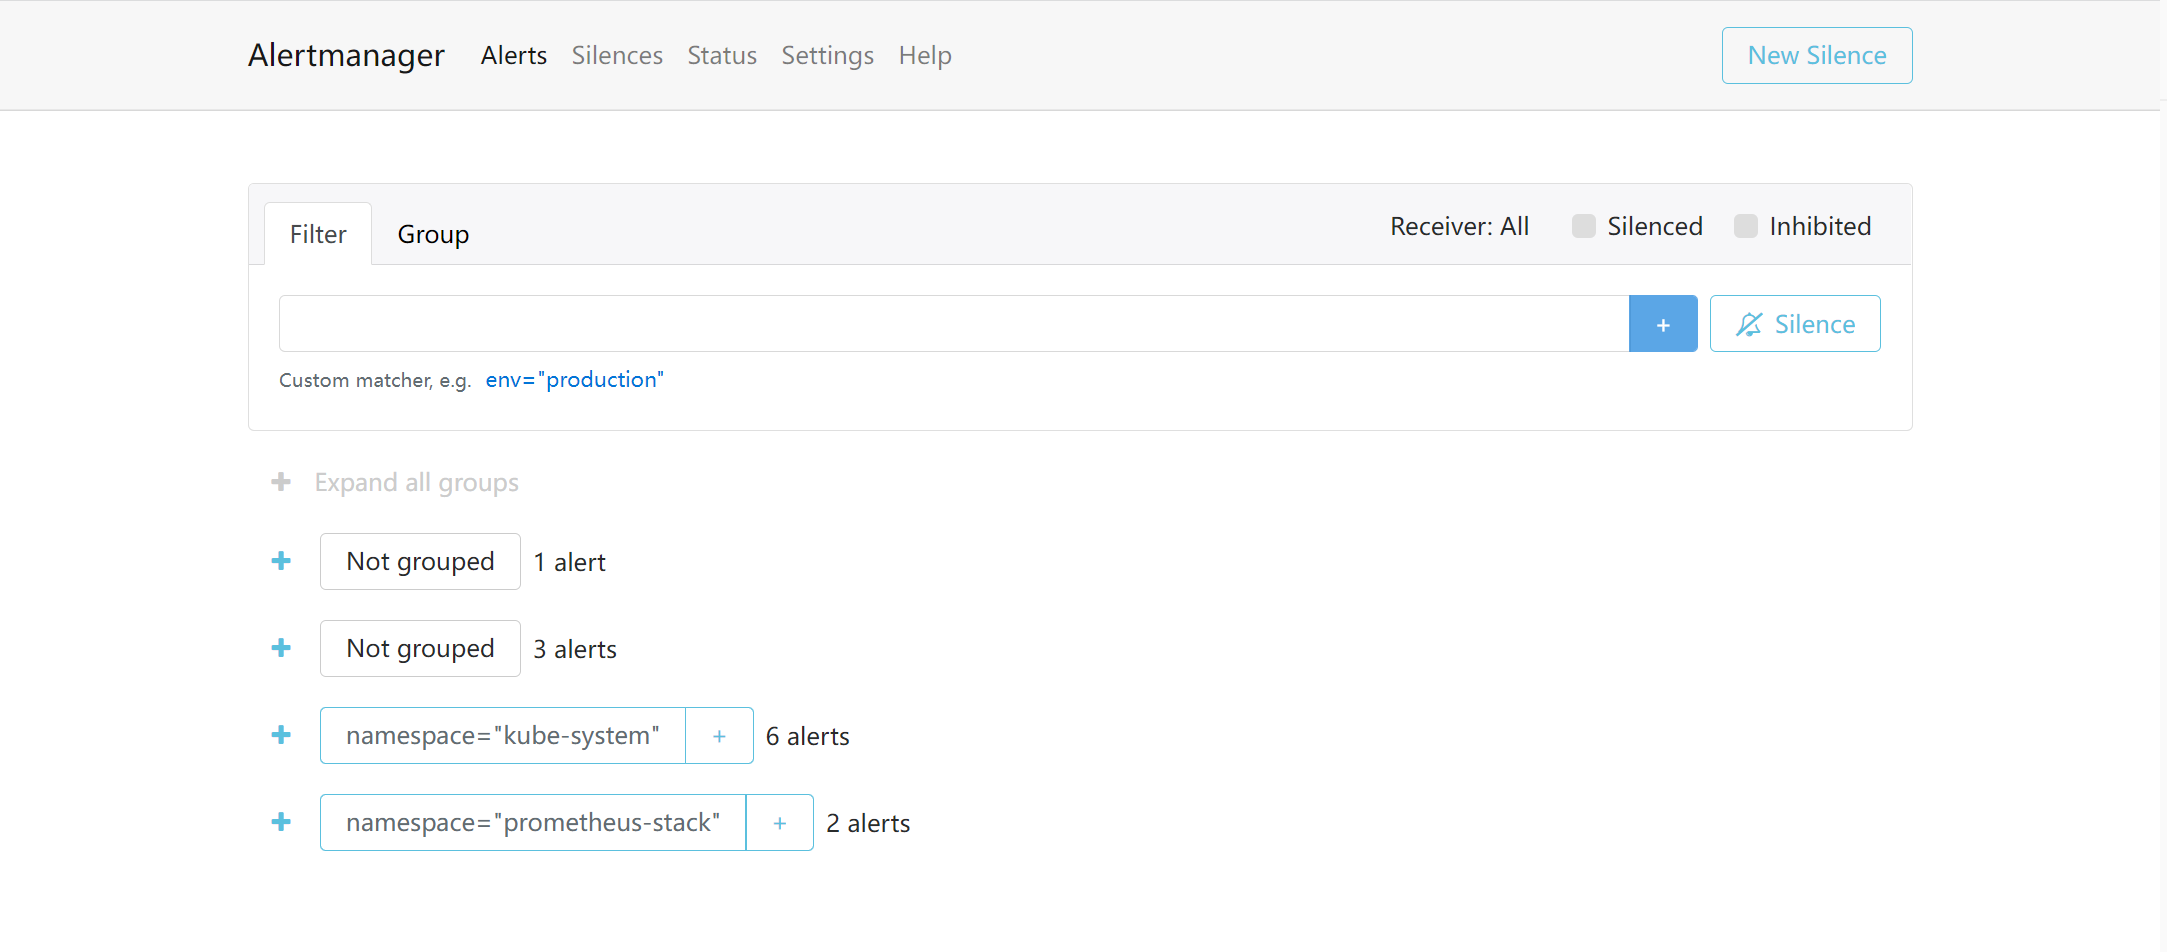 Alertmanager Alerts Silences Status Settings Help New Silence
Filter Group Receiver: All Silenced Inhibited
+ Silence
Custom matcher, e.g. env="production"
+ Expand all groups
+ Not grouped 1 alert
+ Not grouped 3 alerts
+ namespace="kube-system" + 6 alerts
+ namespace="prometheus-stack" + 2 alerts